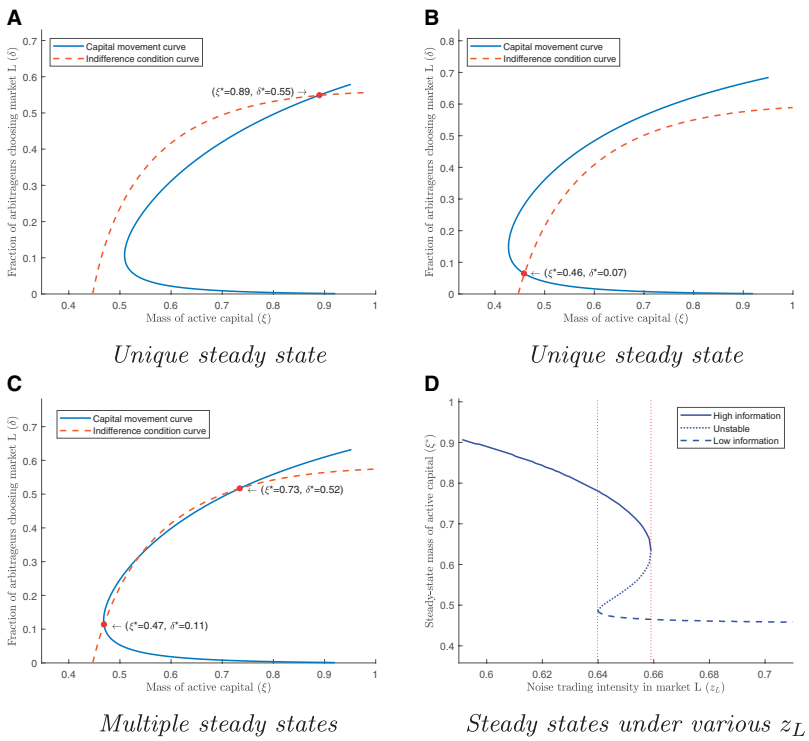 A
Fraction of arbitrageurs choosing market L (δ)
0.7
0.6
0.5
0.4
0.3
0.2
0.1
0
Capital movement curve
Indifference condition curve
(ξ*=0.89, δ*=0.55) →
0.4 0.5 0.6 0.7 0.8 0.9 1
Mass of active capital (ξ)
Unique steady state
B
Fraction of arbitrageurs choosing market L (δ)
0.8
0.7
0.6
0.5
0.4
0.3
0.2
0.1
0
Capital movement curve
Indifference condition curve
← (ξ*=0.46, δ*=0.07)
0.4 0.5 0.6 0.7 0.8 0.9 1
Mass of active capital (ξ)
Unique steady state
C
Fraction of arbitrageurs choosing market L (δ)
0.7
0.6
0.5
0.4
0.3
0.2
0.1
0
Capital movement curve
Indifference condition curve
← (ξ*=0.73, δ*=0.52)
← (ξ*=0.47, δ*=0.11)
0.4 0.5 0.6 0.7 0.8 0.9 1
Mass of active capital (ξ)
Multiple steady states
D
Steady-state mass of active capital (ξ*)
1
0.9
0.8
0.7
0.6
0.5
0.4
High information
Unstable
Low information
0.6 0.62 0.64 0.66 0.68 0.7
Noise trading intensity in market L (z_L)
Steady states under various z_L